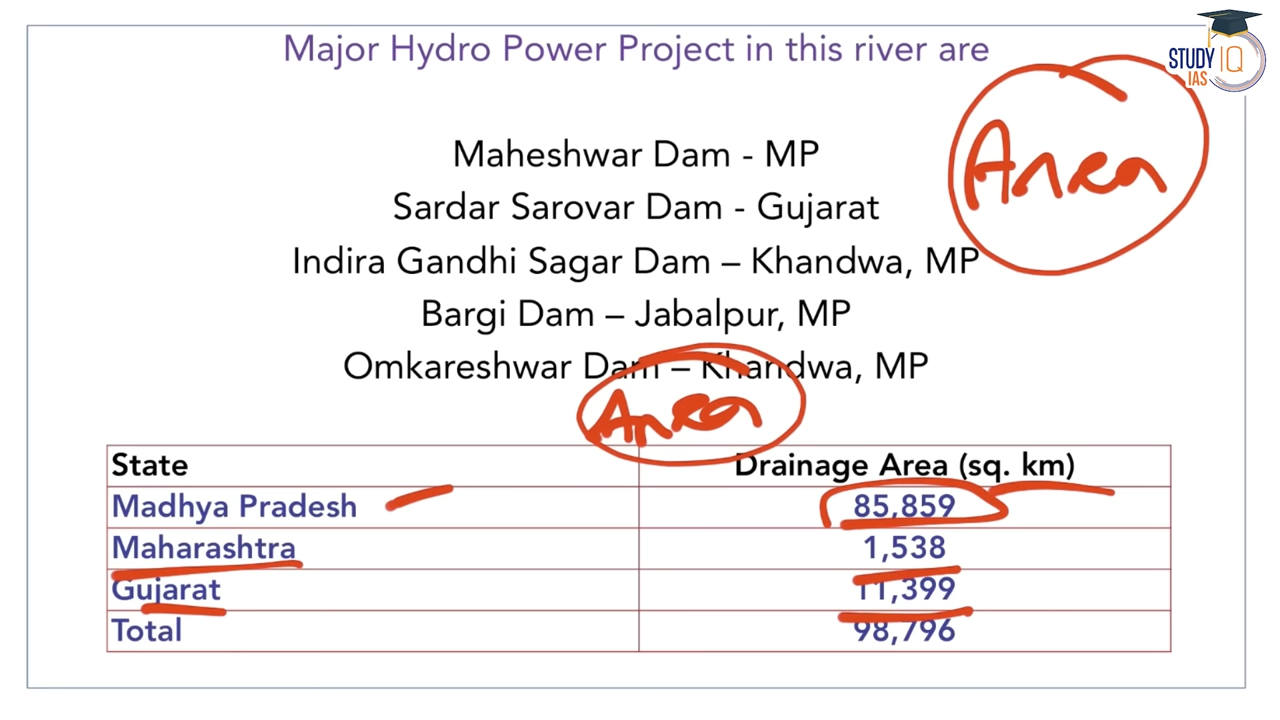 Major Hydro Power Project in this river are
STUDY IQ
IAS
Area
Maheshwar Dam - MP
Sardar Sarovar Dam - Gujarat
Indira Gandhi Sagar Dam – Khandwa, MP
Bargi Dam – Jabalpur, MP
Omkareshwar Dam – Khandwa, MP
Area
State Drainage Area (sq. km)
Madhya Pradesh 85,859
Maharashtra 1,538
Gujarat 11,399
Total 98,796